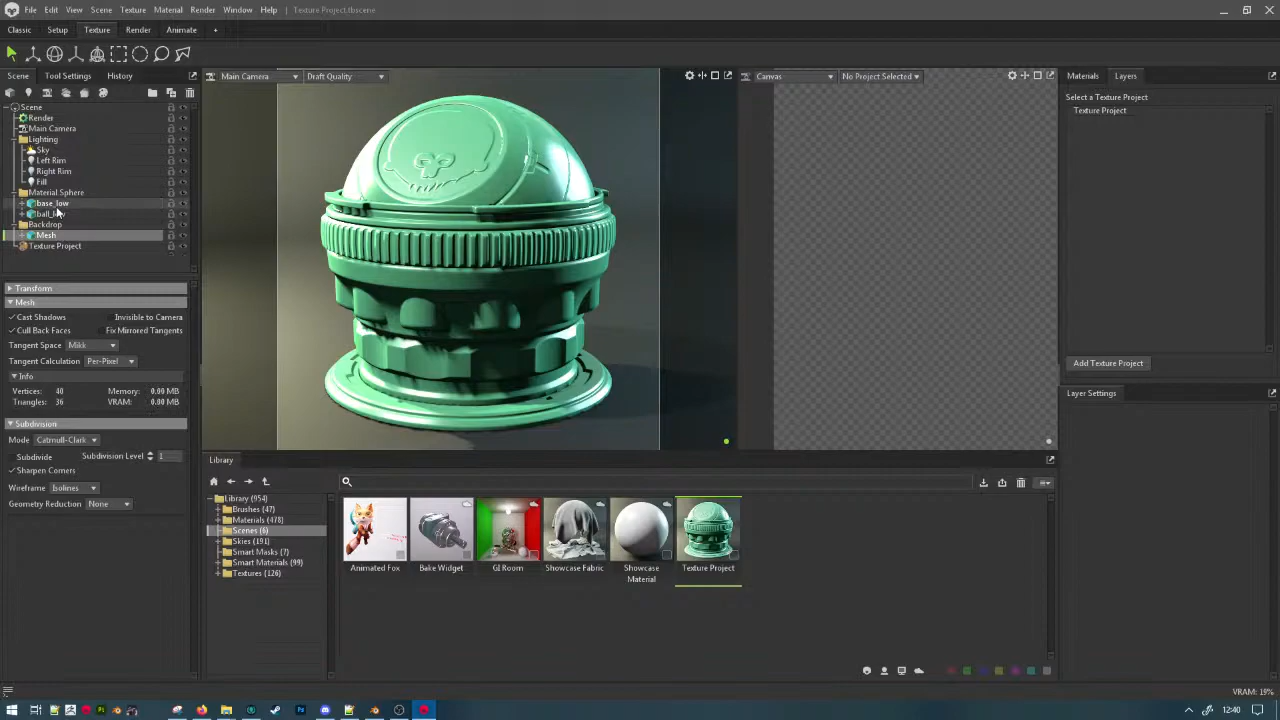 File Edit View Scene Texture Material Render Window Help Texture Project.tbscene
Classic Setup Texture Render Animate +
Scene Tool Settings History
Main Camera Draft Quality
Canvas No Project Selected
Materials Layers
Scene
Render
Main Camera
Lighting
Sky
Left Rim
Right Rim
Fill
Material Sphere
base_low
Backdrop
Mesh
Texture Project
Transform
Mesh
Cast Shadows Invisible to Camera
Cull Back Faces Fix Mirrored Tangents
Tangent Space Mikk
Tangent Calculation Per-Pixel
Info
Vertices: 40 Memory: 0.00 MB
Triangles: 36 VRAM: 0.00 MB
Subdivision
Mode Catmull-Clark
Subdivide Subdivision Level 1
Sharpen Corners
Wireframe Isolines
Geometry Reduction None
Select a Texture Project
Texture Project
Add Texture Project
Layer Settings
Library
Library (954)
Brushes (47)
Materials (478)
Scenes (6)
Skies (191)
Smart Masks (7)
Smart Materials (99)
Textures (126)
Animated Fox
Bake Widget
GI Room
Showcase Fabric
Showcase
Material
Texture Project
VRAM: 19%
12:40